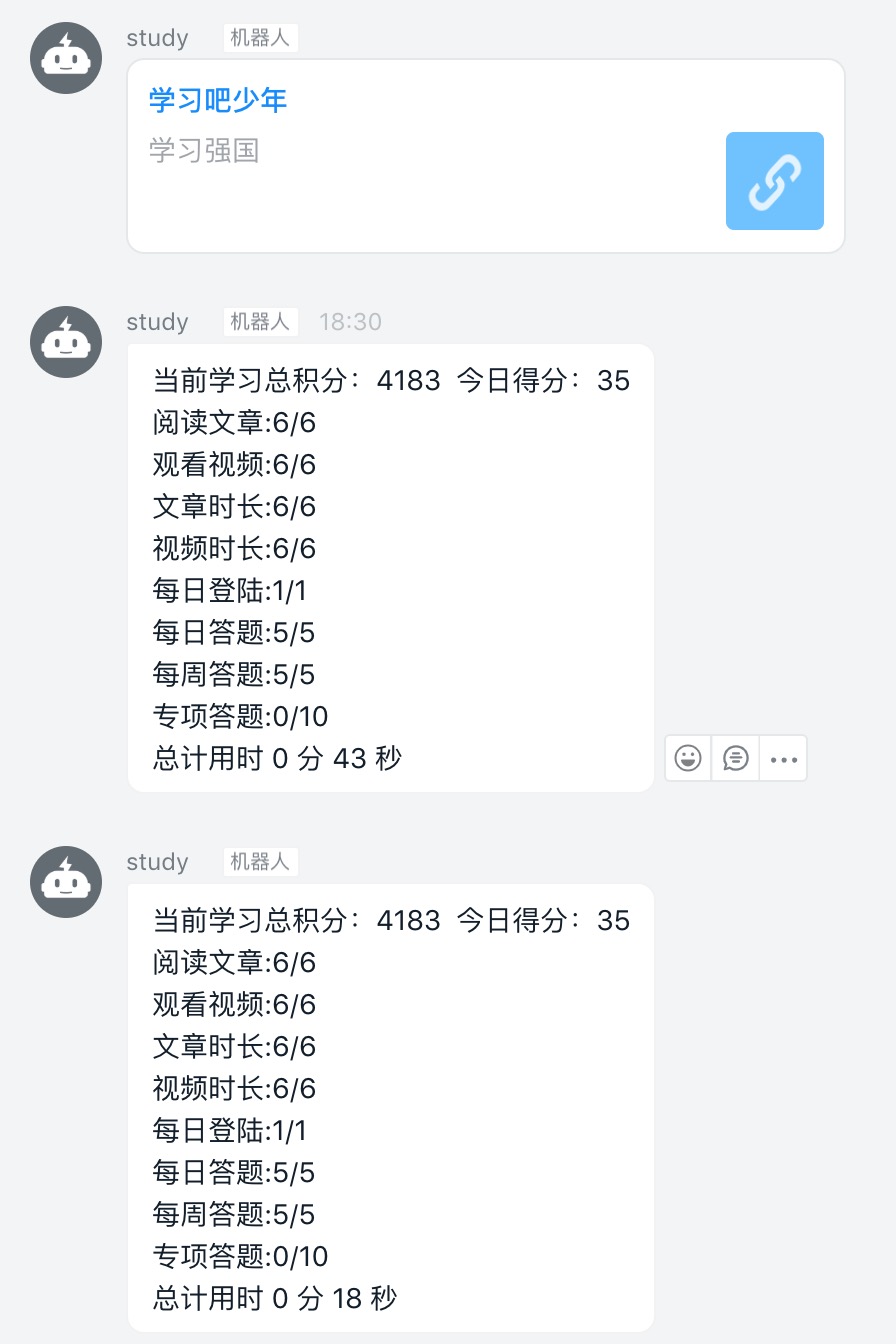 study 机器人
学习吧少年
学习强国
study 机器人 18:30
当前学习总积分：4183 今日得分：35
阅读文章:6/6
观看视频:6/6
文章时长:6/6
视频时长:6/6
每日登陆:1/1
每日答题:5/5
每周答题:5/5
专项答题:0/10
总计用时 0 分 43 秒
study 机器人
当前学习总积分：4183 今日得分：35
阅读文章:6/6
观看视频:6/6
文章时长:6/6
视频时长:6/6
每日登陆:1/1
每日答题:5/5
每周答题:5/5
专项答题:0/10
总计用时 0 分 18 秒